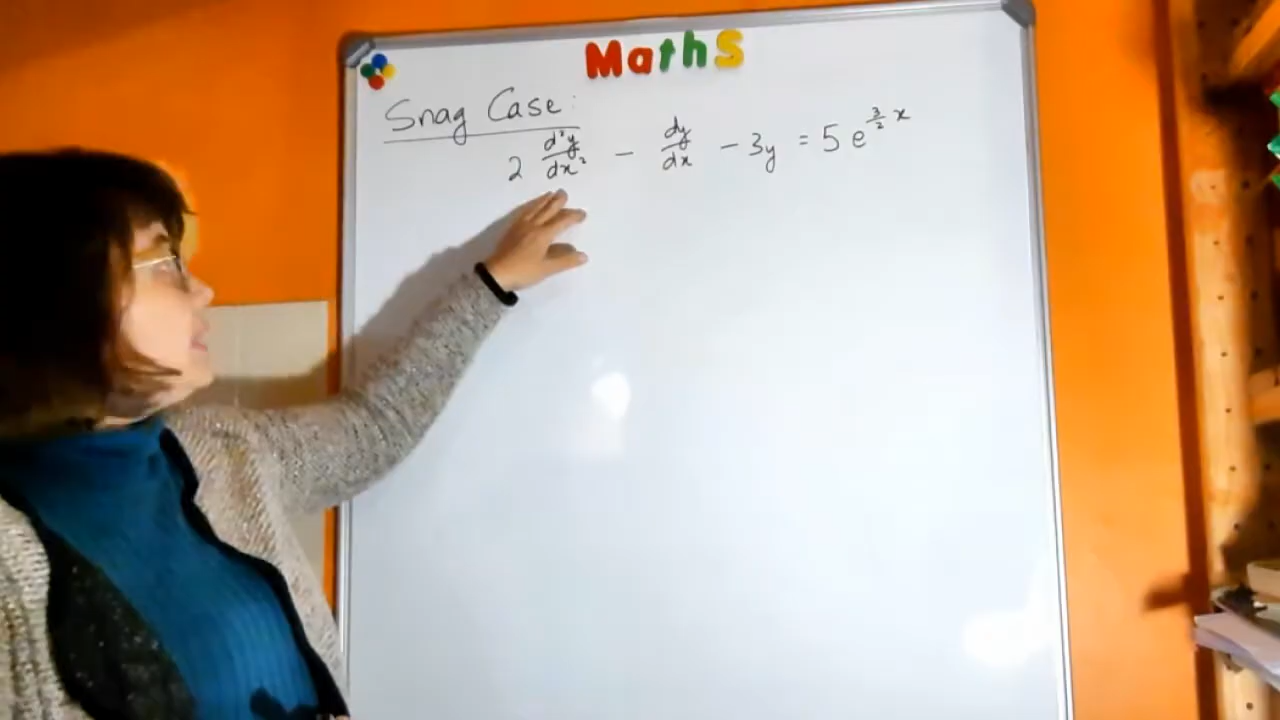 MathS
Snag Case:
2 d²y/dx² - dy/dx - 3y = 5e^(3/2 x)